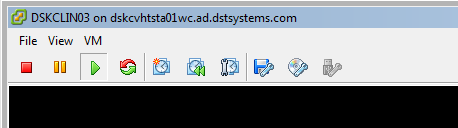 DSKCLIN03 on dskcvhtsta01wc.ad.dstsystems.com
File View VM